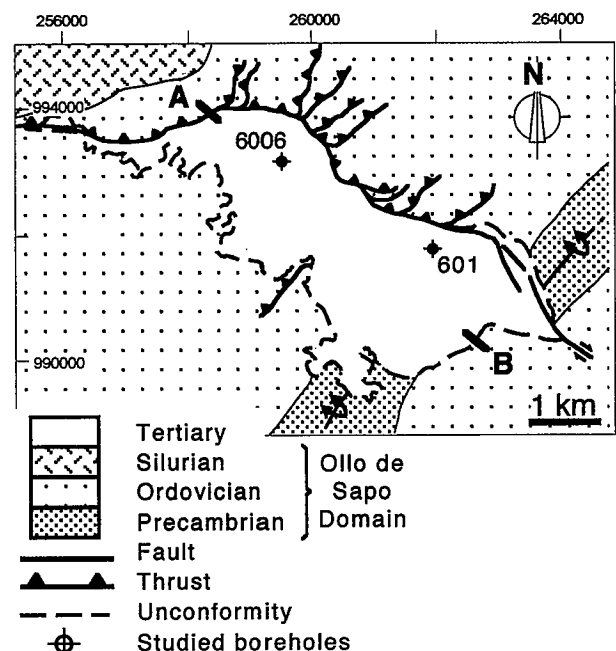 256000 260000 264000
N
A
994000
6006
601
990000
B
1 km
Tertiary
Silurian
Ordovician
Precambrian
Ollo de
Sapo
Domain
Fault
Thrust
Unconformity
Studied boreholes